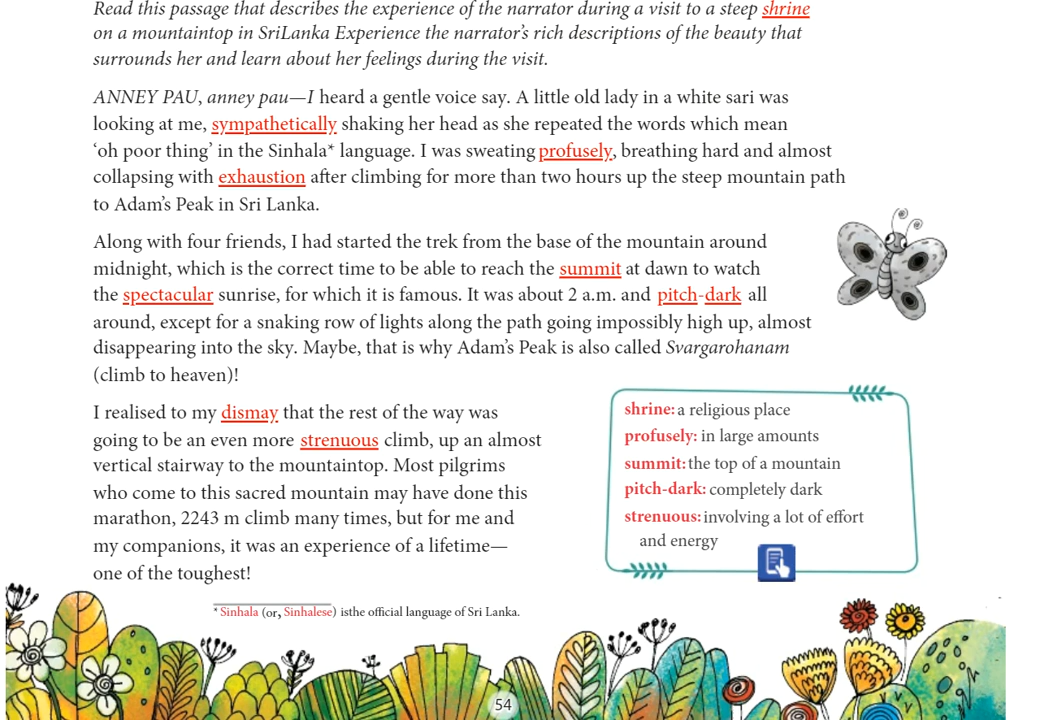 Read this passage that describes the experience of the narrator during a visit to a steep shrine
on a mountaintop in SriLanka Experience the narrator's rich descriptions of the beauty that
surrounds her and learn about her feelings during the visit.
ANNEY PAU, anney pau—I heard a gentle voice say. A little old lady in a white sari was
looking at me, sympathetically shaking her head as she repeated the words which mean
'oh poor thing' in the Sinhala* language. I was sweating profusely, breathing hard and almost
collapsing with exhaustion after climbing for more than two hours up the steep mountain path
to Adam's Peak in Sri Lanka.
Along with four friends, I had started the trek from the base of the mountain around
midnight, which is the correct time to be able to reach the summit at dawn to watch
the spectacular sunrise, for which it is famous. It was about 2 a.m. and pitch-dark all
around, except for a snaking row of lights along the path going impossibly high up, almost
disappearing into the sky. Maybe, that is why Adam's Peak is also called Svargarohanam
(climb to heaven)!
I realised to my dismay that the rest of the way was
going to be an even more strenuous climb, up an almost
vertical stairway to the mountaintop. Most pilgrims
who come to this sacred mountain may have done this
marathon, 2243 m climb many times, but for me and
my companions, it was an experience of a lifetime—
one of the toughest!
shrine: a religious place
profusely: in large amounts
summit: the top of a mountain
pitch-dark: completely dark
strenuous: involving a lot of effort
and energy
* Sinhala (or, Sinhalese) isthe official language of Sri Lanka.
54